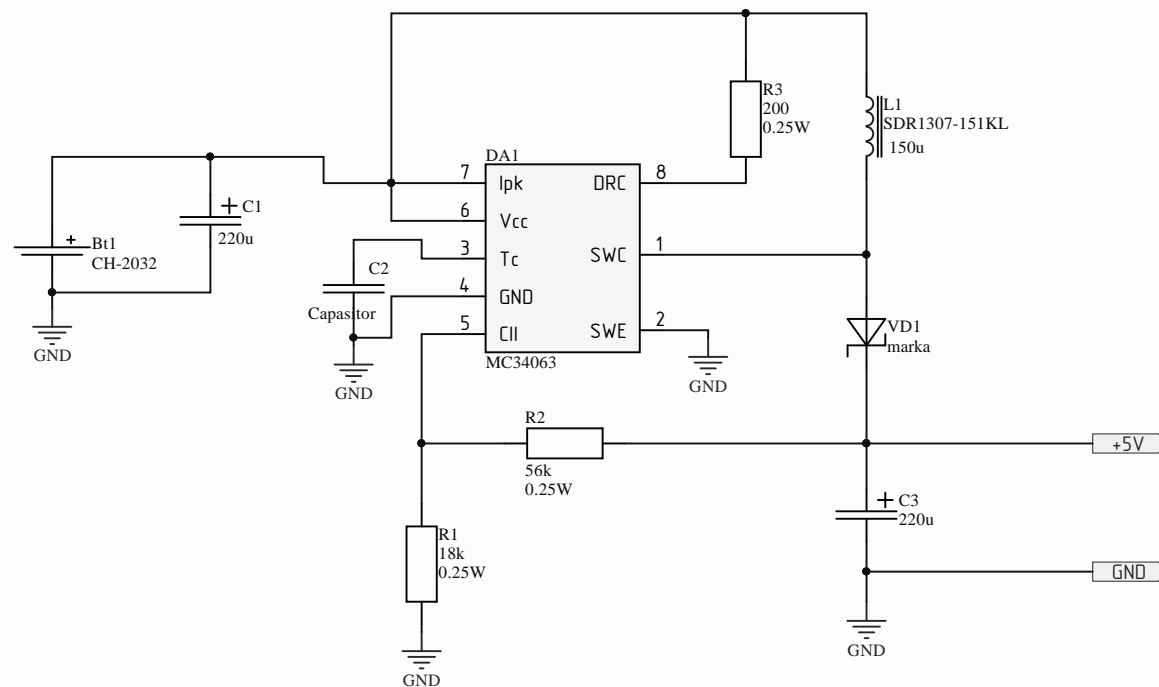 R3
200
0.25W
L1
SDR1307-151KL
150u
DA1
7
Ipk
DRC
8
6
Vcc
3
Tc
SWC
1
4
GND
5
CII
SWE
2
MC34063
+
C1
220u
+
Bt1
CH-2032
GND
C2
Capasitor
GND
GND
VD1
marka
R2
56k
0.25W
+5V
+
C3
220u
R1
18k
0.25W
GND
GND
GND